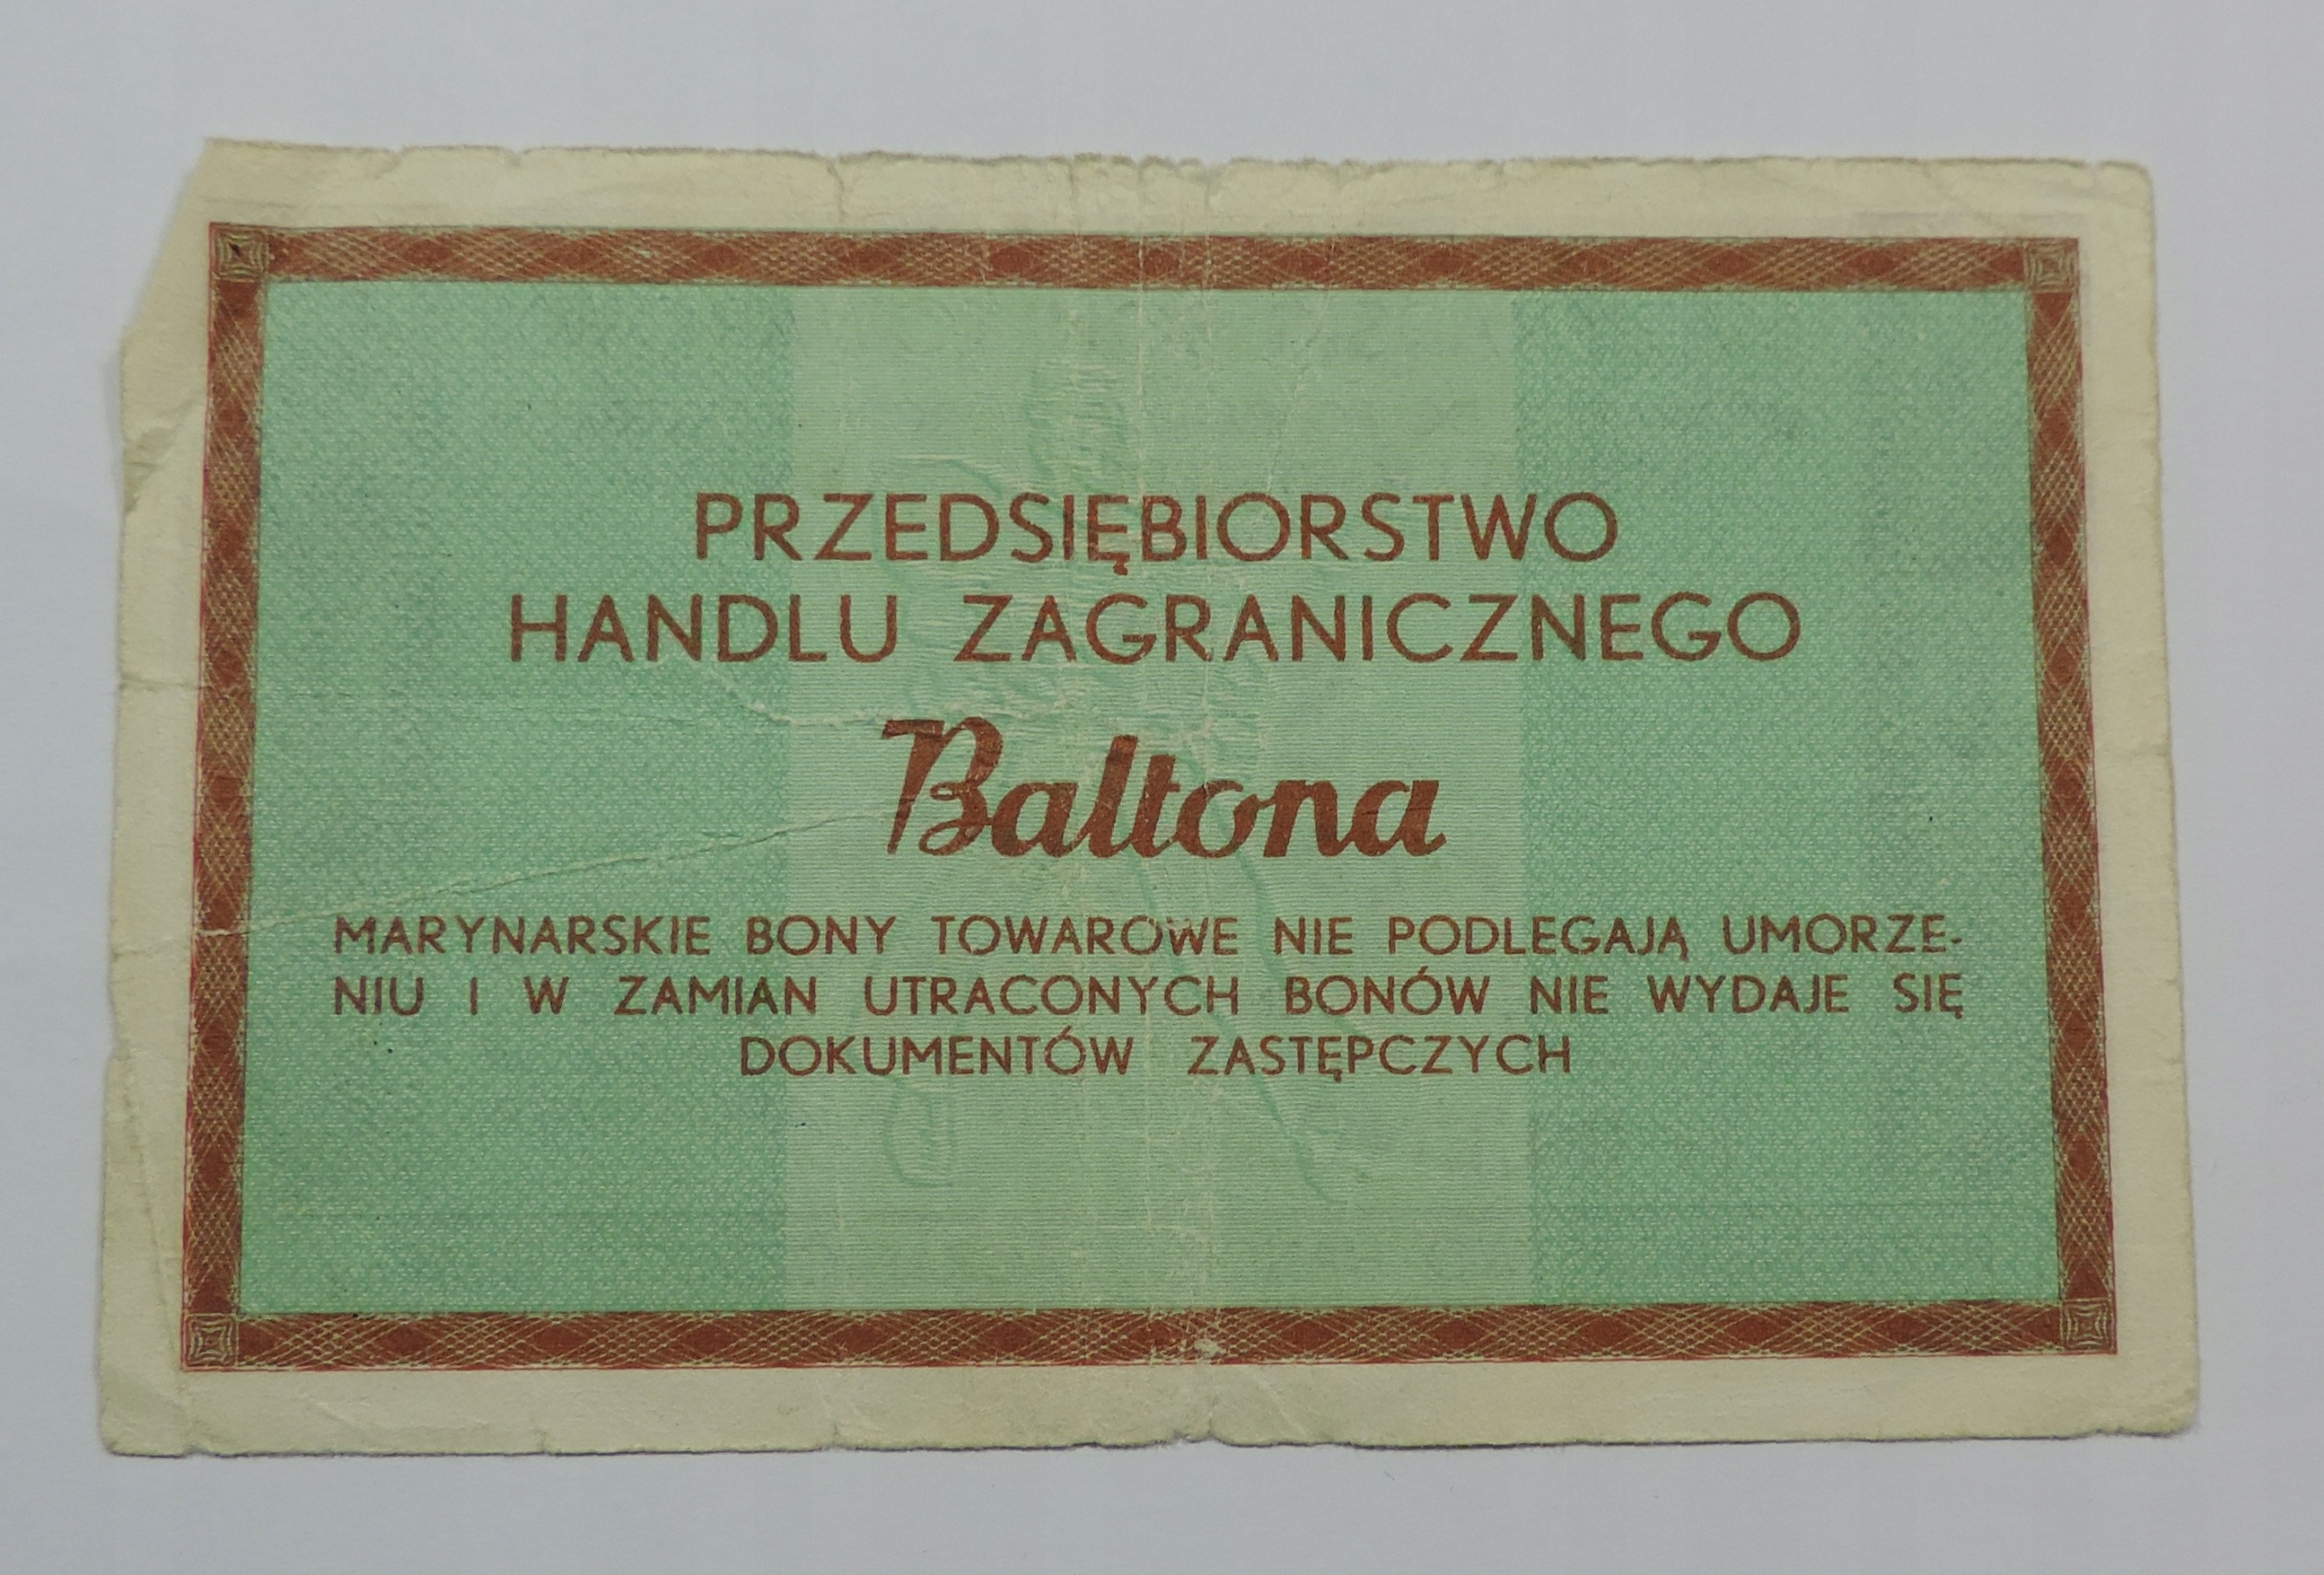 PRZEDSIĘBIORSTWO
HANDLU ZAGRANICZNEGO
Baltona
MARYNARSKIE BONY TOWAROWE NIE PODLEGAJĄ UMORZE-
NIU I W ZAMIAN UTRACONYCH BONÓW NIE WYDAJE SIĘ
DOKUMENTÓW ZASTĘPCZYCH